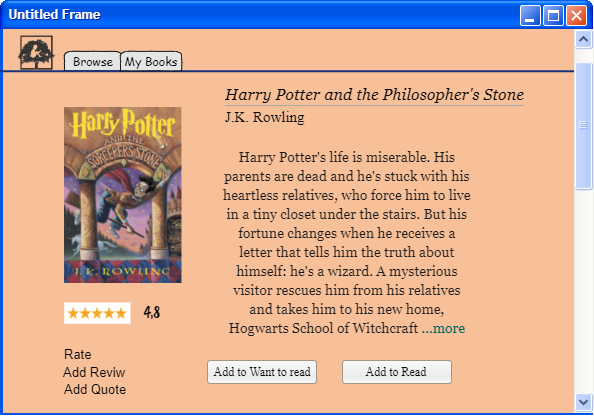 Untitled Frame
k
Browse
My Books
Harry Potter and the Philosopher's Stone
J.K. Rowling
Harry Potter
AND THE
SORCERER'S STONE
J.K. ROWLING
Harry Potter's life is miserable. His
parents are dead and he's stuck with his
heartless relatives, who force him to live
in a tiny closet under the stairs. But his
fortune changes when he receives a
letter that tells him the truth about
himself: he's a wizard. A mysterious
visitor rescues him from his relatives
and takes him to his new home,
Hogwarts School of Witchcraft ...more
4,8
Rate
Add Reviw
Add Quote
Add to Want to read
Add to Read